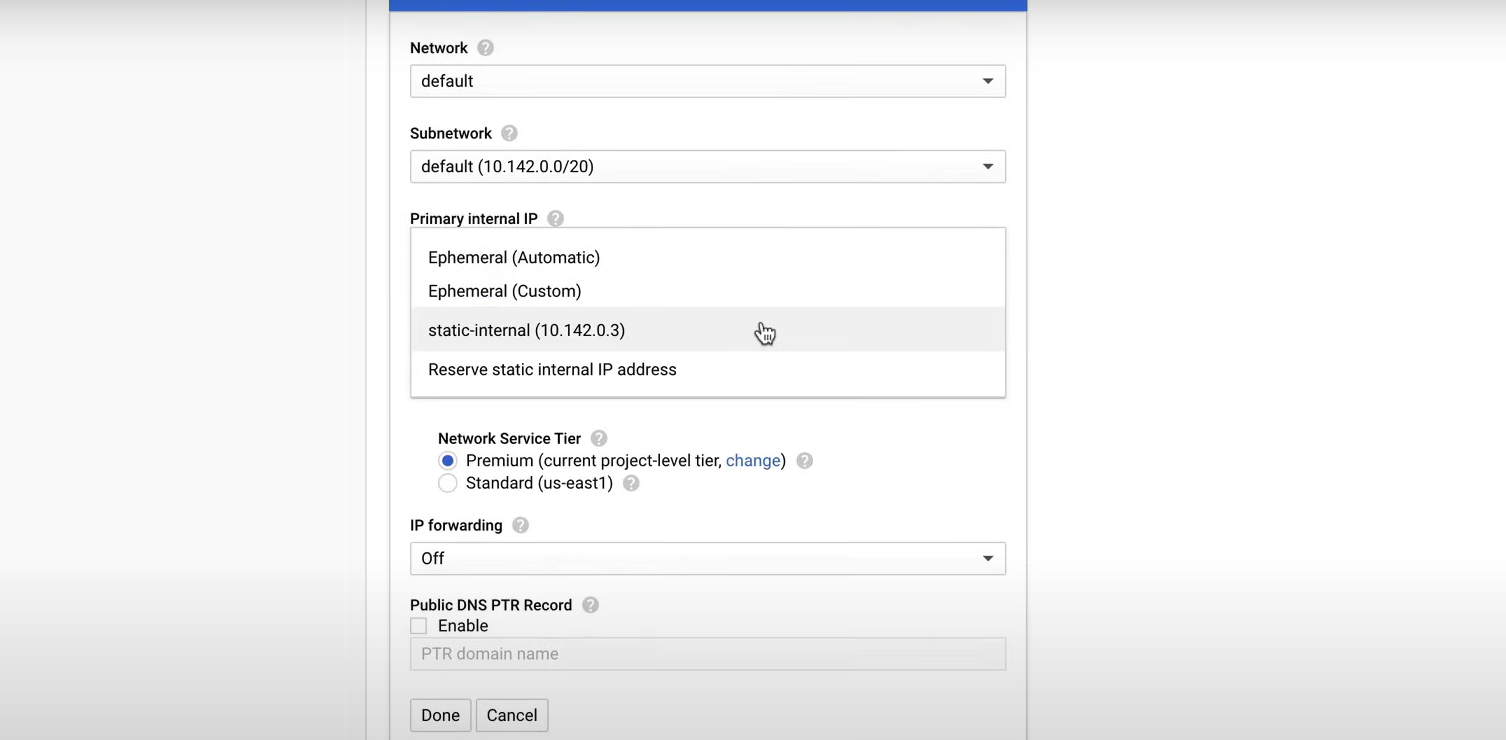 Network ?
default
Subnetwork ?
default (10.142.0.0/20)
Primary internal IP ?
Ephemeral (Automatic)
Ephemeral (Custom)
static-internal (10.142.0.3)
Reserve static internal IP address
Network Service Tier ?
Premium (current project-level tier, change) ?
Standard (us-east1) ?
IP forwarding ?
Off
Public DNS PTR Record ?
Enable
PTR domain name
Done Cancel